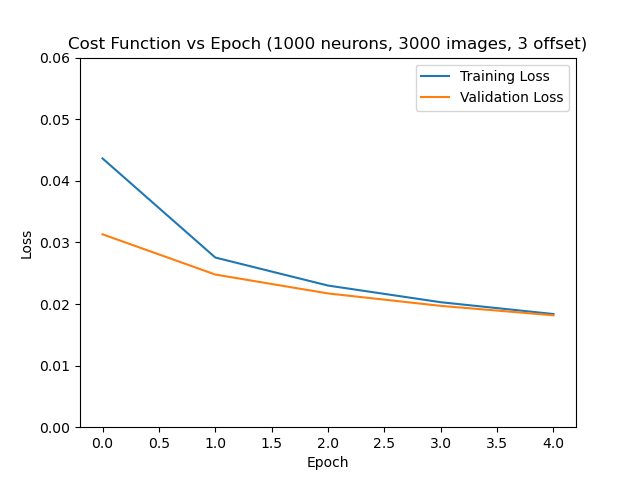 Cost Function vs Epoch (1000 neurons, 3000 images, 3 offset)
0.06
0.05
0.04
0.03
0.02
0.01
0.00
Loss
Training Loss
Validation Loss
0.0 0.5 1.0 1.5 2.0 2.5 3.0 3.5 4.0
Epoch